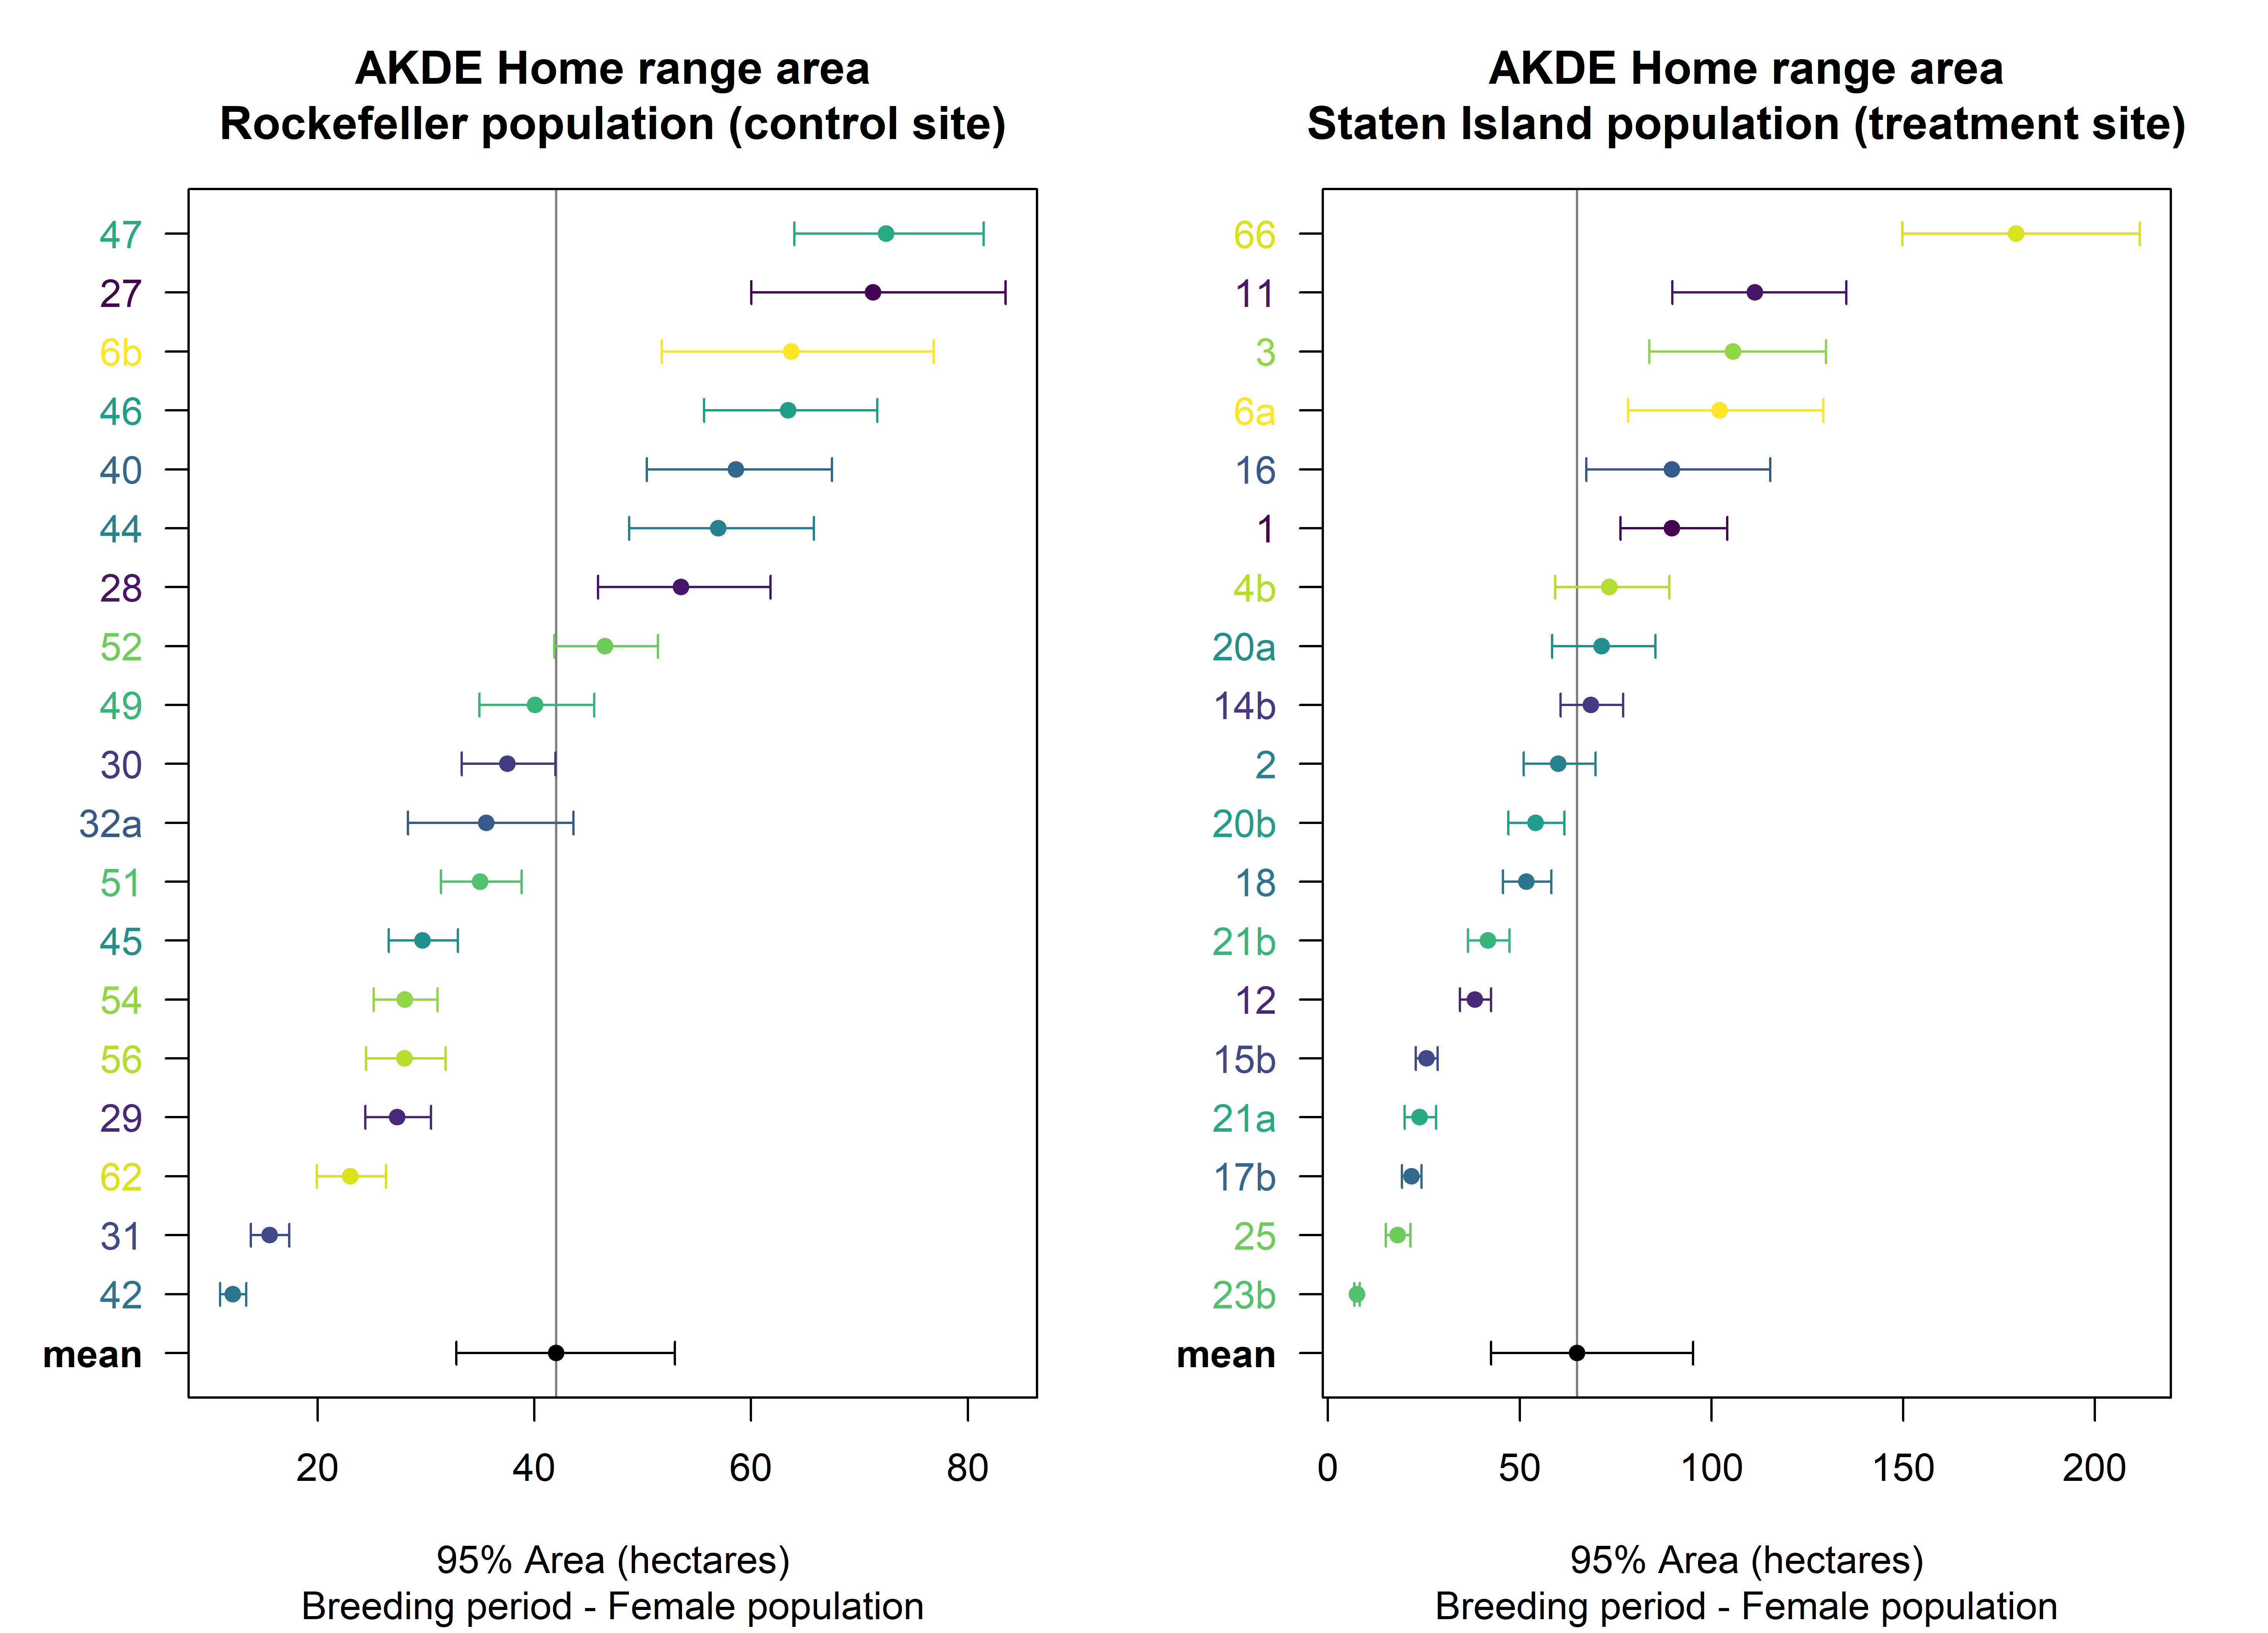 AKDE Home range area
Rockefeller population (control site)
47
27
6b
46
40
44
28
52
49
30
32a
51
45
54
56
29
62
31
42
mean
20 40 60 80
95% Area (hectares)
Breeding period - Female population
AKDE Home range area
Staten Island population (treatment site)
66
11
3
6a
16
1
4b
20a
14b
2
20b
18
21b
12
15b
21a
17b
25
23b
mean
0 50 100 150 200
95% Area (hectares)
Breeding period - Female population